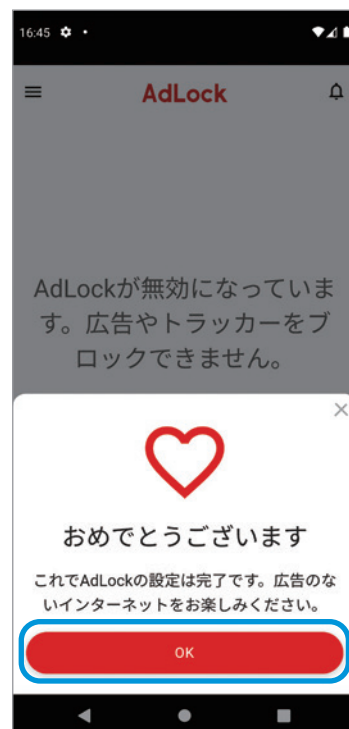 16:45
AdLock
AdLockが無効になっていま
す。広告やトラッカーをブ
ロックできません。
おめでとうございます
これでAdLockの設定は完了です。広告のな
いインターネットをお楽しみください。
OK